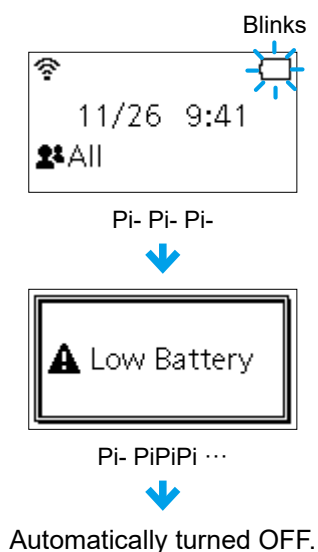 Blinks
11/26 9:41
All
Pi- Pi- Pi-
Low Battery
Pi- PiPiPi ···
Automatically turned OFF.